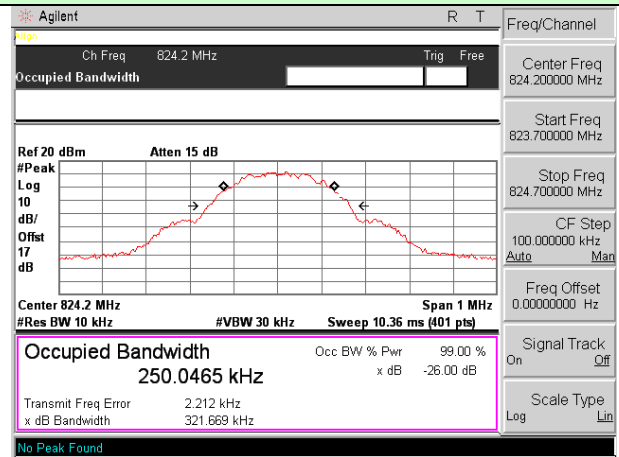 Agilent
R T
Align
Ch Freq 824.2 MHz
Trig Free
Occupied Bandwidth
Ref 20 dBm
Atten 15 dB
#Peak
Log
10
dB/
Offst
17
dB
Center 824.2 MHz
Span 1 MHz
#Res BW 10 kHz
#VBW 30 kHz
Sweep 10.36 ms (401 pts)
Occupied Bandwidth
250.0465 kHz
Occ BW % Pwr 99.00 %
x dB -26.00 dB
Transmit Freq Error 2.212 kHz
x dB Bandwidth 321.669 kHz
No Peak Found
Freq/Channel
Center Freq
824.200000 MHz
Start Freq
823.700000 MHz
Stop Freq
824.700000 MHz
CF Step
100.000000 kHz
Auto Man
Freq Offset
0.00000000 Hz
Signal Track
On Off
Scale Type
Log Lin